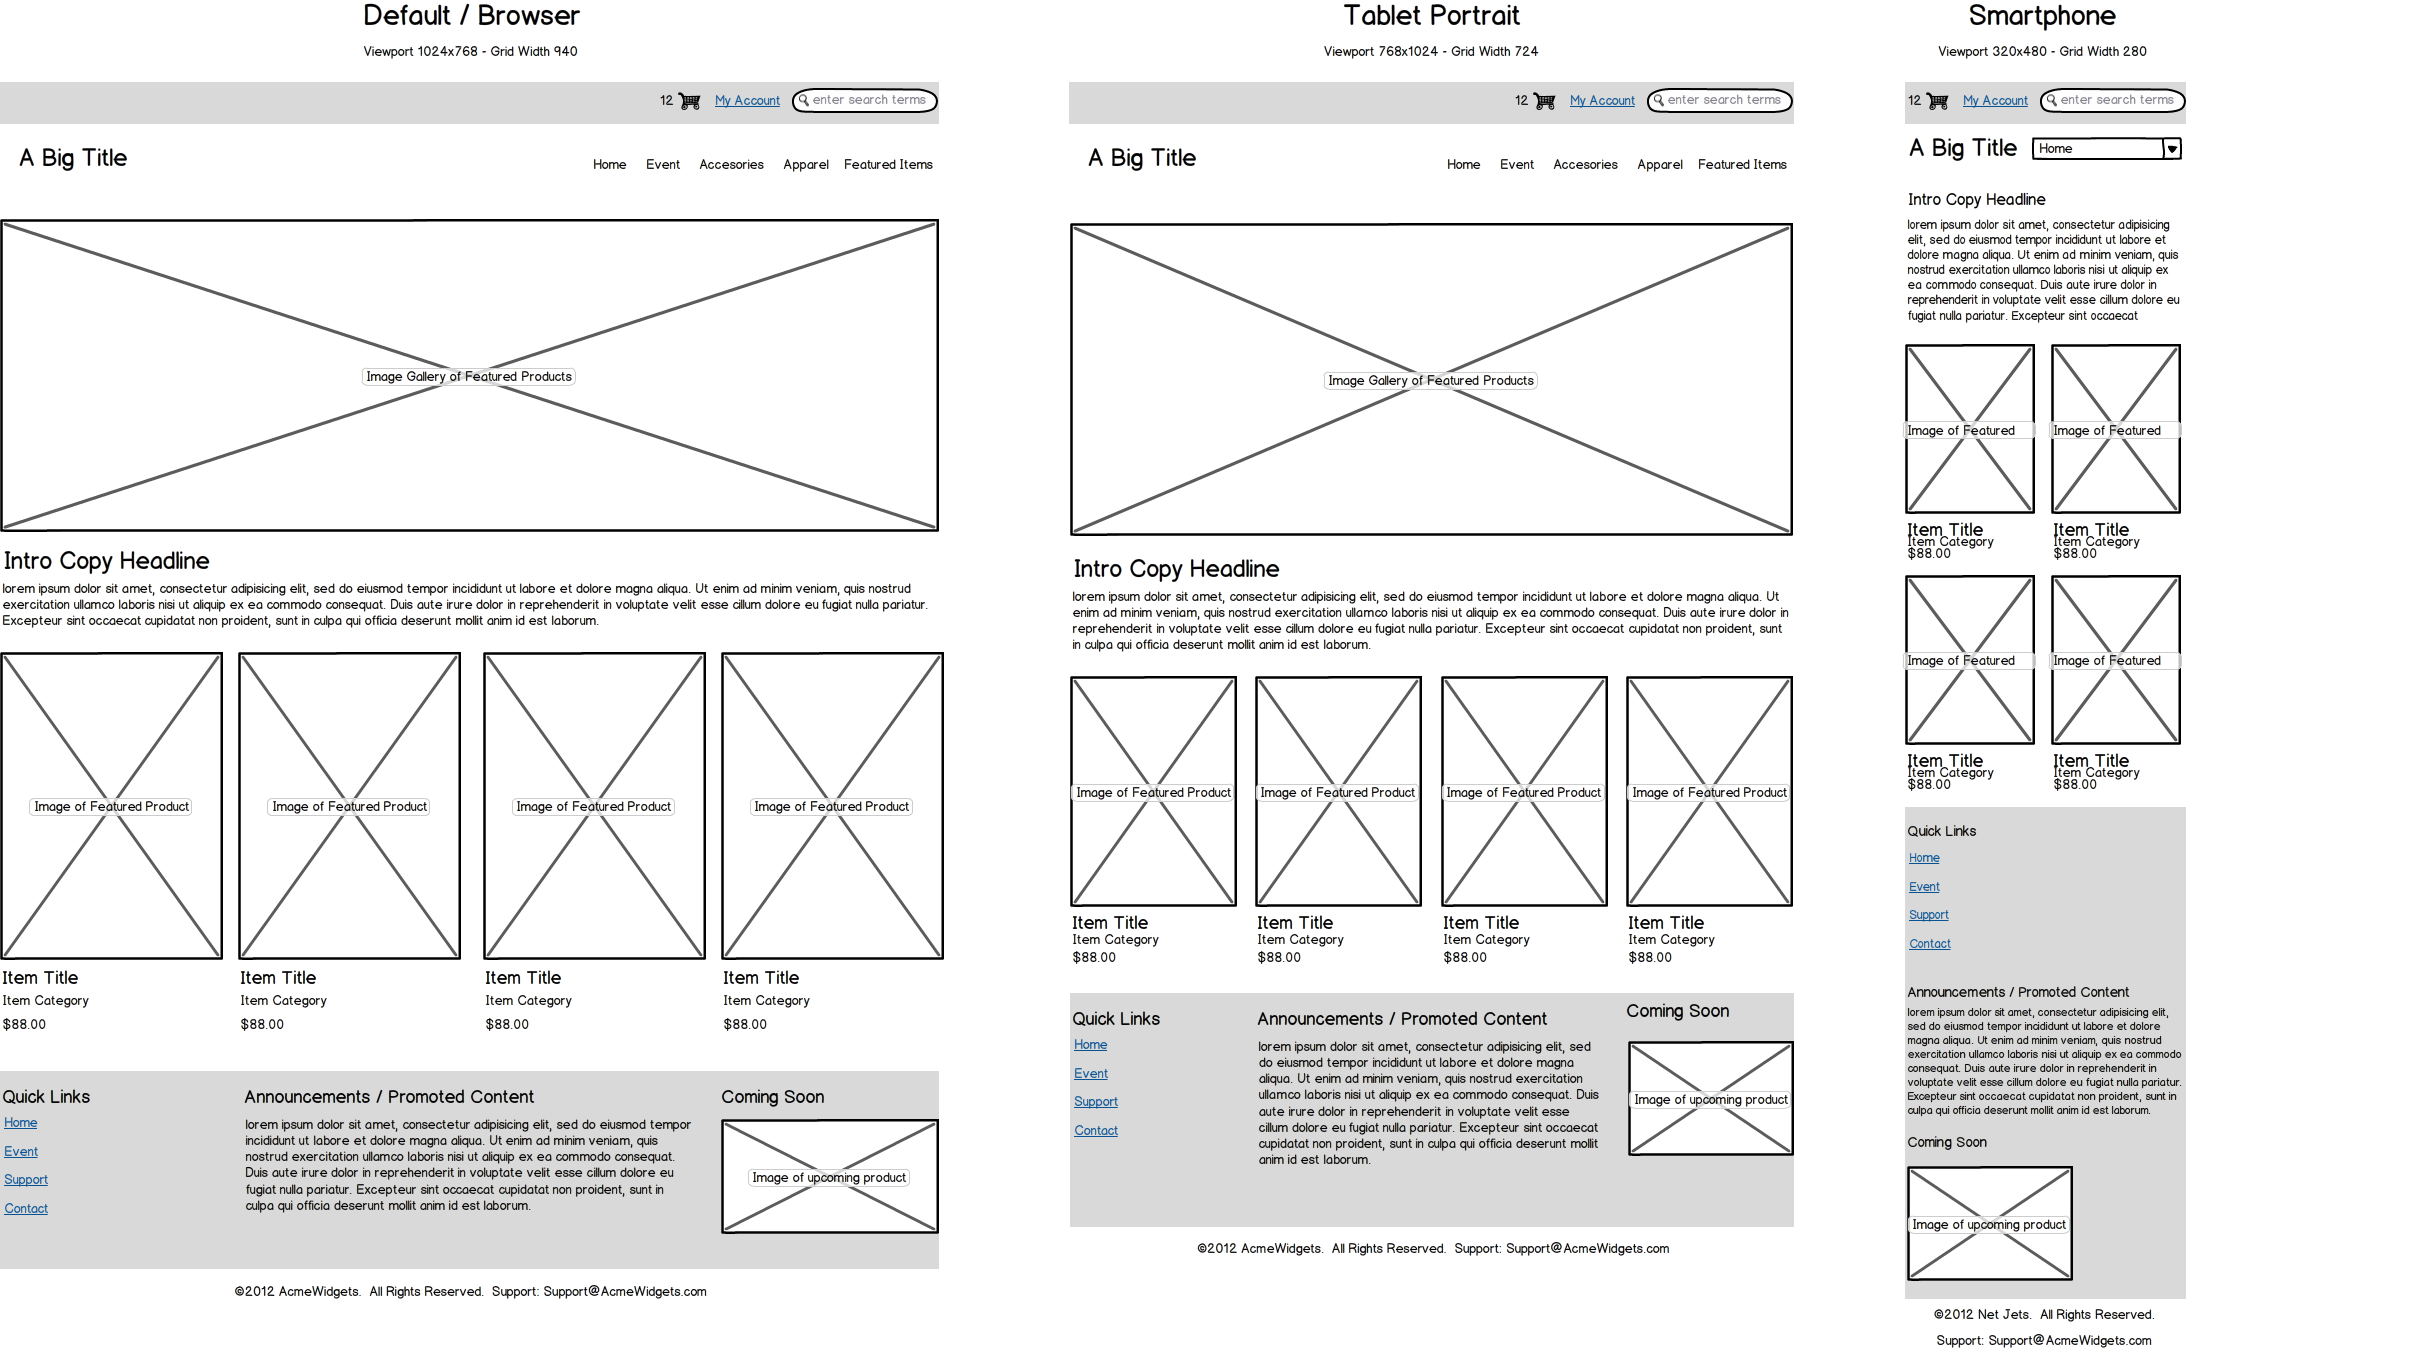 Default / Browser
Viewport 1024x768 - Grid Width 940
12 My Account enter search terms
A Big Title
Home Event Accesories Apparel Featured Items
Image Gallery of Featured Products
Intro Copy Headline
lorem ipsum dolor sit amet, consectetur adipisicing elit, sed do eiusmod tempor incididunt ut labore et dolore magna aliqua. Ut enim ad minim veniam, quis nostrud
exercitation ullamco laboris nisi ut aliquip ex ea commodo consequat. Duis aute irure dolor in reprehenderit in voluptate velit esse cillum dolore eu fugiat nulla pariatur.
Excepteur sint occaecat cupidatat non proident, sunt in culpa qui officia deserunt mollit anim id est laborum.
Image of Featured Product Image of Featured Product Image of Featured Product Image of Featured Product
Item Title Item Title Item Title Item Title
Item Category Item Category Item Category Item Category
$88.00 $88.00 $88.00 $88.00
Quick Links
Home
Event
Support
Contact
Announcements / Promoted Content
lorem ipsum dolor sit amet, consectetur adipisicing elit, sed do eiusmod tempor
incididunt ut labore et dolore magna aliqua. Ut enim ad minim veniam, quis
nostrud exercitation ullamco laboris nisi ut aliquip ex ea commodo consequat.
Duis aute irure dolor in reprehenderit in voluptate velit esse cillum dolore eu
fugiat nulla pariatur. Excepteur sint occaecat cupidatat non proident, sunt in
culpa qui officia deserunt mollit anim id est laborum.
Coming Soon
Image of upcoming product
©2012 AcmeWidgets. All Rights Reserved. Support: Support@AcmeWidgets.com
Tablet Portrait
Viewport 768x1024 - Grid Width 724
12 My Account enter search terms
A Big Title
Home Event Accesories Apparel Featured Items
Image Gallery of Featured Products
Intro Copy Headline
lorem ipsum dolor sit amet, consectetur adipisicing elit, sed do eiusmod tempor incididunt ut labore et dolore magna aliqua. Ut
enim ad minim veniam, quis nostrud exercitation ullamco laboris nisi ut aliquip ex ea commodo consequat. Duis aute irure dolor in
reprehenderit in voluptate velit esse cillum dolore eu fugiat nulla pariatur. Excepteur sint occaecat cupidatat non proident, sunt
in culpa qui officia deserunt mollit anim id est laborum.
Image of Featured Product Image of Featured Product Image of Featured Product Image of Featured Product
Item Title Item Title Item Title Item Title
Item Category Item Category Item Category Item Category
$88.00 $88.00 $88.00 $88.00
Quick Links
Home
Event
Support
Contact
Announcements / Promoted Content
lorem ipsum dolor sit amet, consectetur adipisicing elit, sed
do eiusmod tempor incididunt ut labore et dolore magna
aliqua. Ut enim ad minim veniam, quis nostrud exercitation
ullamco laboris nisi ut aliquip ex ea commodo consequat. Duis
aute irure dolor in reprehenderit in voluptate velit esse
cillum dolore eu fugiat nulla pariatur. Excepteur sint occaecat
cupidatat non proident, sunt in culpa qui officia deserunt mollit
anim id est laborum.
Coming Soon
Image of upcoming product
©2012 AcmeWidgets. All Rights Reserved. Support: Support@AcmeWidgets.com
Smartphone
Viewport 320x480 - Grid Width 280
12 My Account enter search terms
A Big Title Home
Intro Copy Headline
lorem ipsum dolor sit amet, consectetur adipisicing
elit, sed do eiusmod tempor incididunt ut labore et
dolore magna aliqua. Ut enim ad minim veniam, quis
nostrud exercitation ullamco laboris nisi ut aliquip ex
ea commodo consequat. Duis aute irure dolor in
reprehenderit in voluptate velit esse cillum dolore eu
fugiat nulla pariatur. Excepteur sint occaecat
Image of Featured Image of Featured
Item Title Item Title
Item Category Item Category
$88.00 $88.00
Image of Featured Image of Featured
Item Title Item Title
Item Category Item Category
$88.00 $88.00
Quick Links
Home
Event
Support
Contact
Announcements / Promoted Content
lorem ipsum dolor sit amet, consectetur adipisicing elit,
sed do eiusmod tempor incididunt ut labore et dolore
magna aliqua. Ut enim ad minim veniam, quis nostrud
exercitation ullamco laboris nisi ut aliquip ex ea commodo
consequat. Duis aute irure dolor in reprehenderit in
voluptate velit esse cillum dolore eu fugiat nulla pariatur.
Excepteur sint occaecat cupidatat non proident, sunt in
culpa qui officia deserunt mollit anim id est laborum.
Coming Soon
Image of upcoming product
©2012 Net Jets. All Rights Reserved.
Support: Support@AcmeWidgets.com